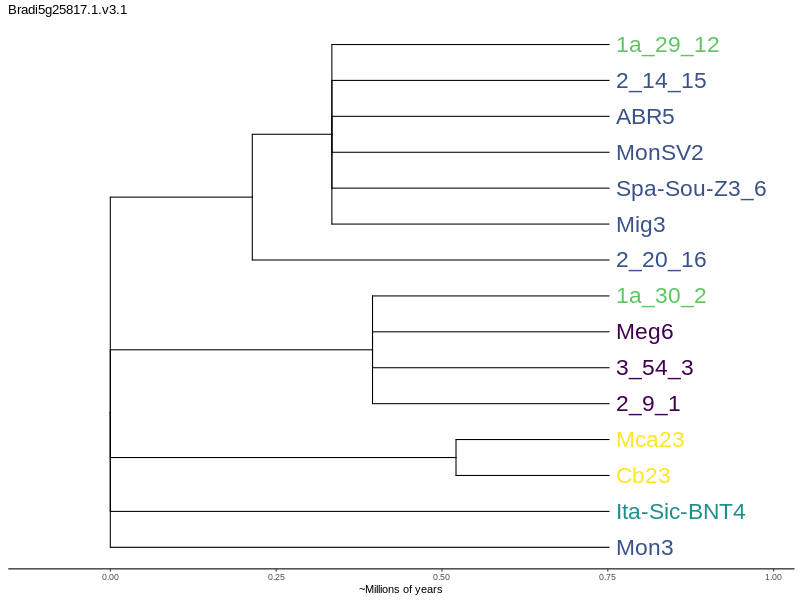 Bradi5g25817.1.v3.1
1a_29_12
2_14_15
ABR5
MonSV2
Spa-Sou-Z3_6
Mig3
2_20_16
1a_30_2
Meg6
3_54_3
2_9_1
Mca23
Cb23
Ita-Sic-BNT4
Mon3
0.00 0.25 0.50 0.75 1.00
~Millions of years